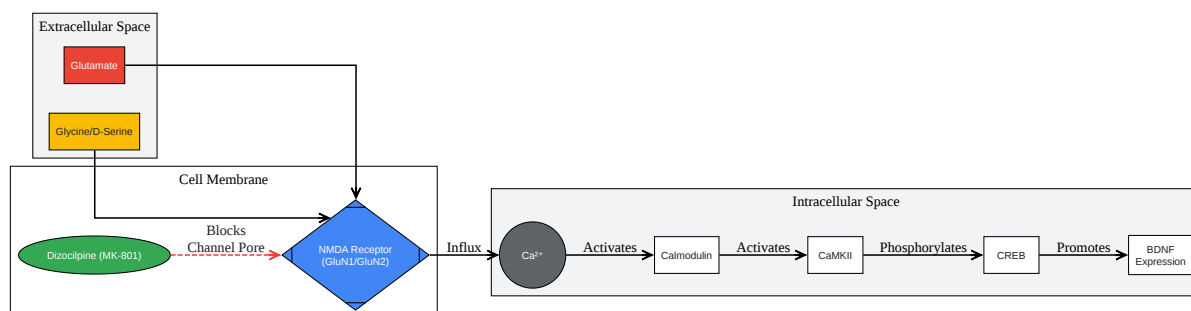 Extracellular Space
Glutamate
Glycine/D-Serine
Cell Membrane
Blocks
Channel Pore
Dizocilpine (MK-801)
NMDA Receptor
(GluN1/GluN2)
Influx
Intracellular Space
Ca²⁺
Activates
Calmodulin
Activates
CaMKII
Phosphorylates
CREB
Promotes
BDNF
Expression